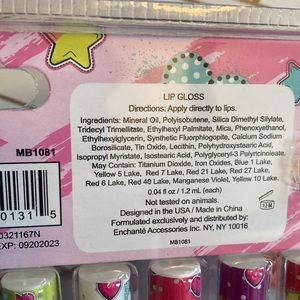 LIP GLOSS
Directions: Apply directly to lips.
Ingredients: Mineral Oil, Polyisobutene, Silica Dimethyl Silylate,
Tridecyl Trimellitate, Ethylhexyl Palmitate, Mica, Phenoxyethanol,
Ethylhexylglycerin, Synthetic Fluorphlogopite, Calcium Sodium
Borosilicate, Tin Oxide, Lecithin, Polyhydroxystearic Acid,
Isopropyl Myristate, Isostearic Acid, Polyglyceryl-3 Polyricinoleate,
May Contain: Titanium Dioxide, Iron Oxides, Blue 1 Lake,
Yellow 5 Lake, Red 7 Lake, Red 21 Lake, Red 27 Lake,
Red 6 Lake, Red 40 Lake, Manganese Violet, Yellow 10 Lake.
0.04 fl oz / 1.2 mL (each)
Not tested on animals.
Designed in the USA / Made in China
Formulated exclusively and distributed by:
Enchanté Accessories Inc. NY, NY 10016
MB1081
12 M
MB1081
01315 5
0321167N
EXP: 09202023